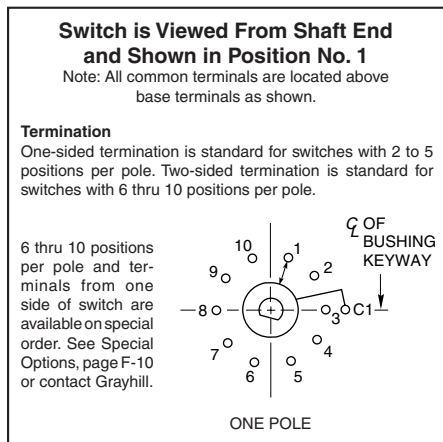 Switch is Viewed From Shaft End
and Shown in Position No. 1
Note: All common terminals are located above
base terminals as shown.
Termination
One-sided termination is standard for switches with 2 to 5
positions per pole. Two-sided termination is standard for
switches with 6 thru 10 positions per pole.
6 thru 10 positions
per pole and ter-
minals from one
side of switch are
available on special
order. See Special
Options, page F-10
or contact Grayhill.
℄ OF
BUSHING
KEYWAY
10
1
9
2
8
3
C1
7
4
6
5
ONE POLE